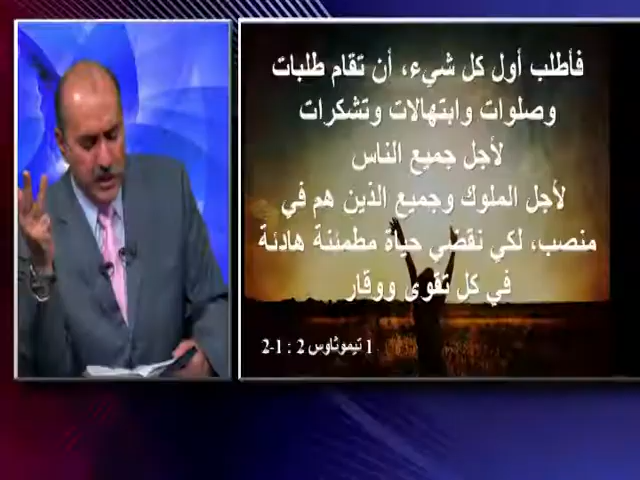 فأطلب أول كل شيء، أن تقام طلبات
وصلوات وابتهالات وتشكرات
لأجل جميع الناس
لأجل الملوك وجميع الذين هم في
منصب، لكي نقضي حياة مطمئنة هادئة
في كل تقوى ووقار
1 تيموثاوس 2 : 1-2